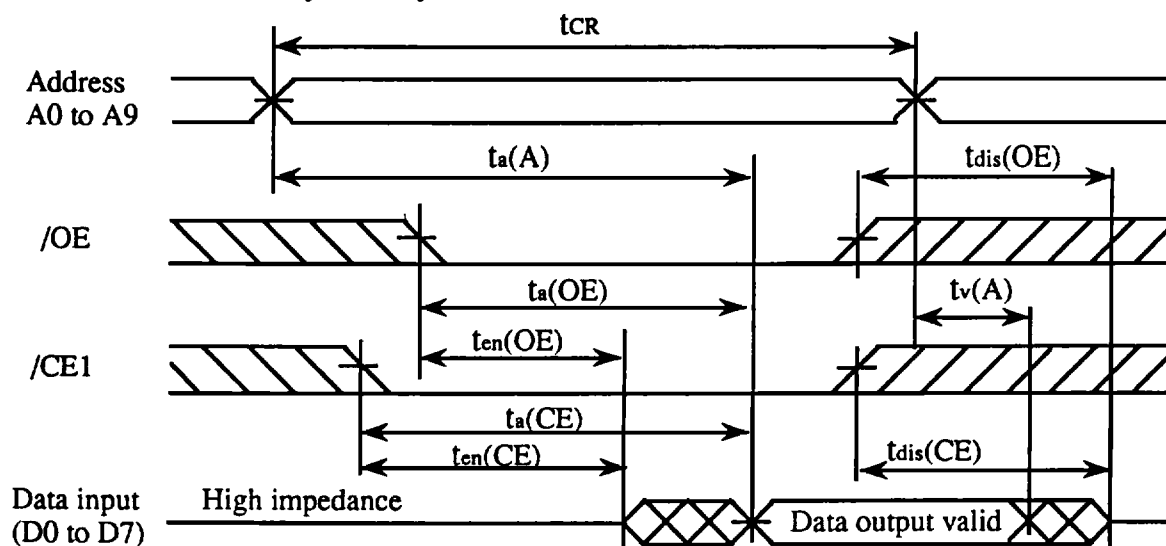 tCR
Address
A0 to A9
ta(A)
tdis(OE)
/OE
ta(OE)
tv(A)
ten(OE)
/CE1
ta(CE)
tdis(CE)
ten(CE)
Data input
(D0 to D7)
High impedance
Data output valid